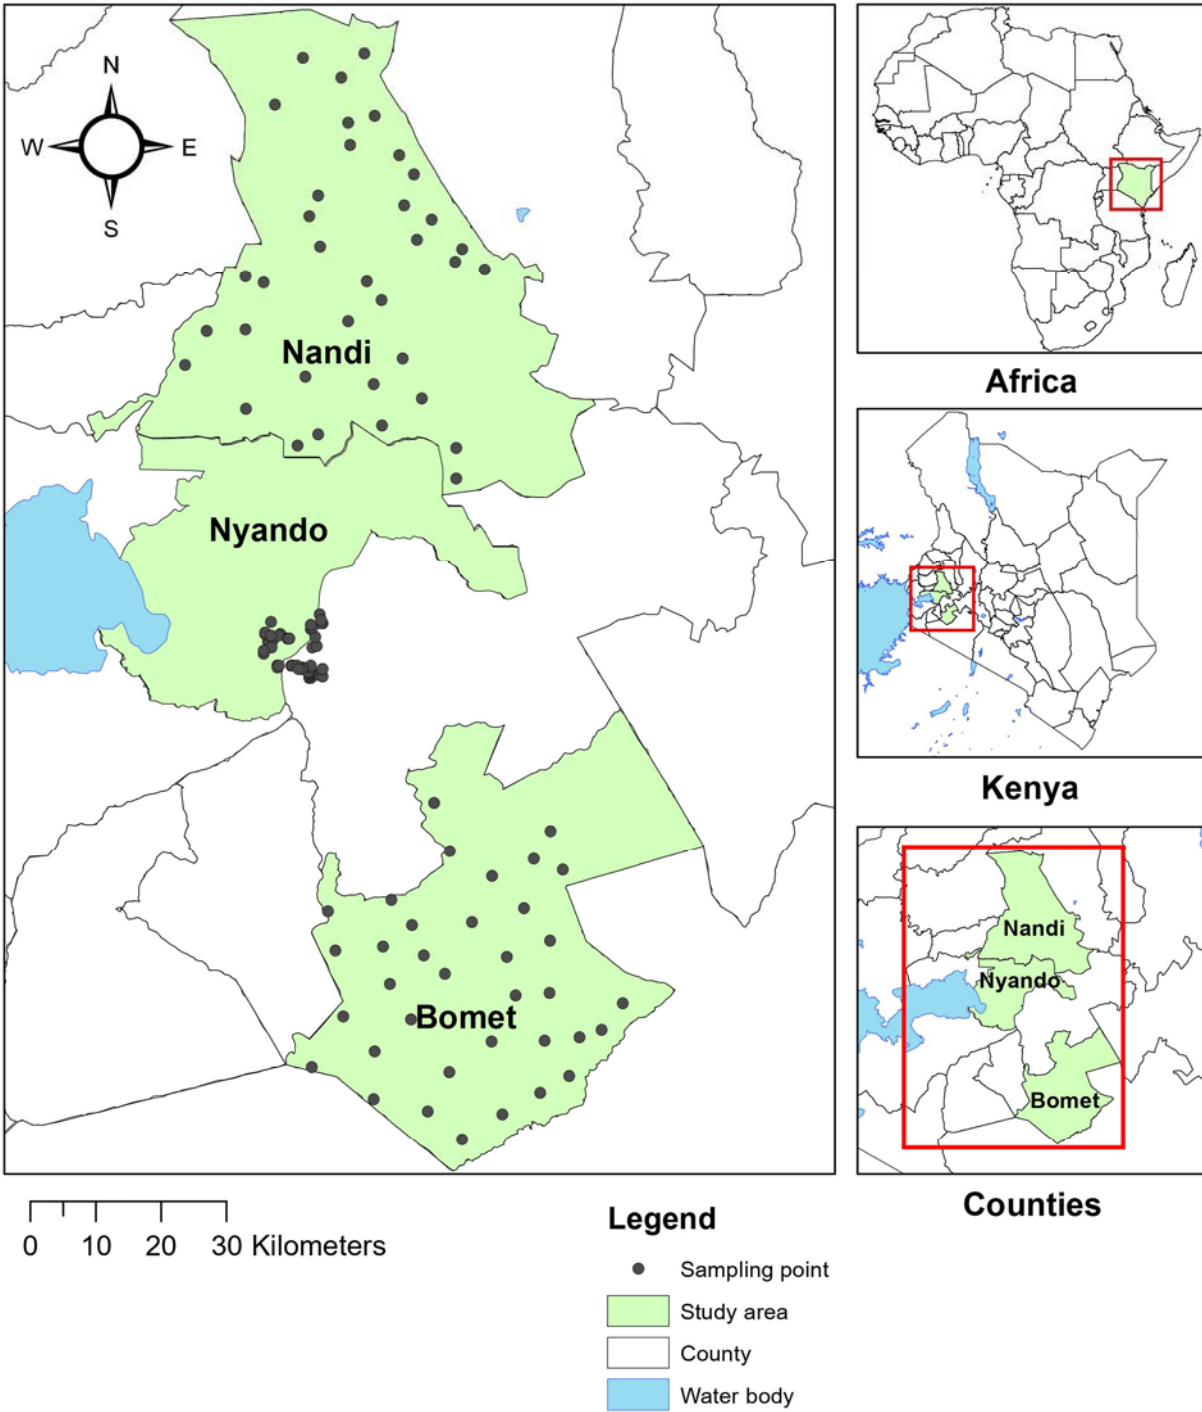 N
W E
S
Nandi
Nyando
Bomet
Africa
Kenya
Nandi
Nyando
Bomet
Counties
0 10 20 30 Kilometers
Legend
Sampling point
Study area
County
Water body